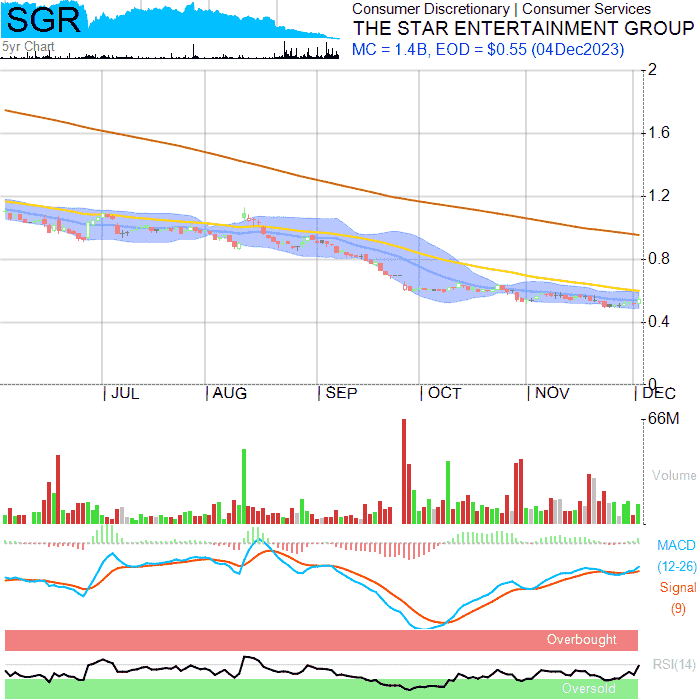 SGR
5yr Chart
Consumer Discretionary | Consumer Services
THE STAR ENTERTAINMENT GROUP
MC = 1.4B, EOD = $0.55 (04Dec2023)
2
1.6
1.2
0.8
0.4
0
JUL AUG SEP OCT NOV DEC
66M
Volume
MACD
(12-26)
Signal
(9)
Overbought
RSI(14)
Oversold